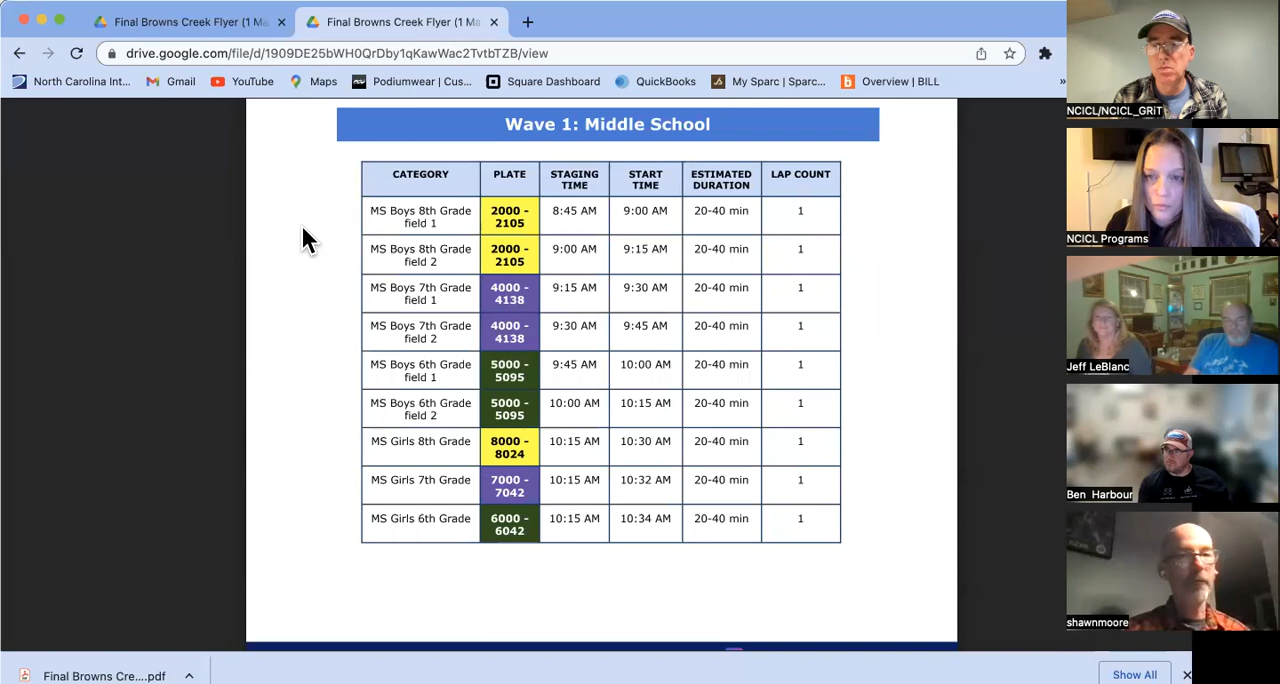 Final Browns Creek Flyer (1 Ma
Final Browns Creek Flyer (1 Ma
drive.google.com/file/d/1909DE25bWH0QrDby1qKawWac2TvtbTZB/view
North Carolina Int...
Gmail
YouTube
Maps
Podiumwear | Cus...
Square Dashboard
QuickBooks
My Sparc | Sparc...
Overview | BILL
»
Wave 1: Middle School
CATEGORY PLATE STAGING TIME START TIME ESTIMATED DURATION LAP COUNT
MS Boys 8th Grade field 1 2000 - 2105 8:45 AM 9:00 AM 20-40 min 1
MS Boys 8th Grade field 2 2000 - 2105 9:00 AM 9:15 AM 20-40 min 1
MS Boys 7th Grade field 1 4000 - 4138 9:15 AM 9:30 AM 20-40 min 1
MS Boys 7th Grade field 2 4000 - 4138 9:30 AM 9:45 AM 20-40 min 1
MS Boys 6th Grade field 1 5000 - 5095 9:45 AM 10:00 AM 20-40 min 1
MS Boys 6th Grade field 2 5000 - 5095 10:00 AM 10:15 AM 20-40 min 1
MS Girls 8th Grade 8000 - 8024 10:15 AM 10:30 AM 20-40 min 1
MS Girls 7th Grade 7000 - 7042 10:15 AM 10:32 AM 20-40 min 1
MS Girls 6th Grade 6000 - 6042 10:15 AM 10:34 AM 20-40 min 1
NCICL/NCICL_GRiT
NCICL Programs
Jeff LeBlanc
Ben Harbour
shawnmoore
Final Browns Cre....pdf
Show All